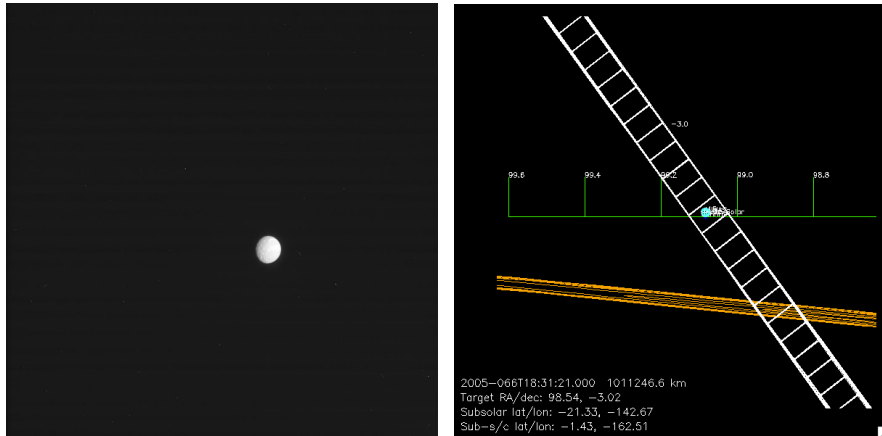 -3.0
99.6 99.4 99.2 99.0 98.8
2005-066T18:31:21.000 1011246.6 km
Target RA/dec: 98.54, -3.02
Subsolar lat/lon: -21.33, -142.67
Sub-s/c lat/lon: -1.43, -162.51